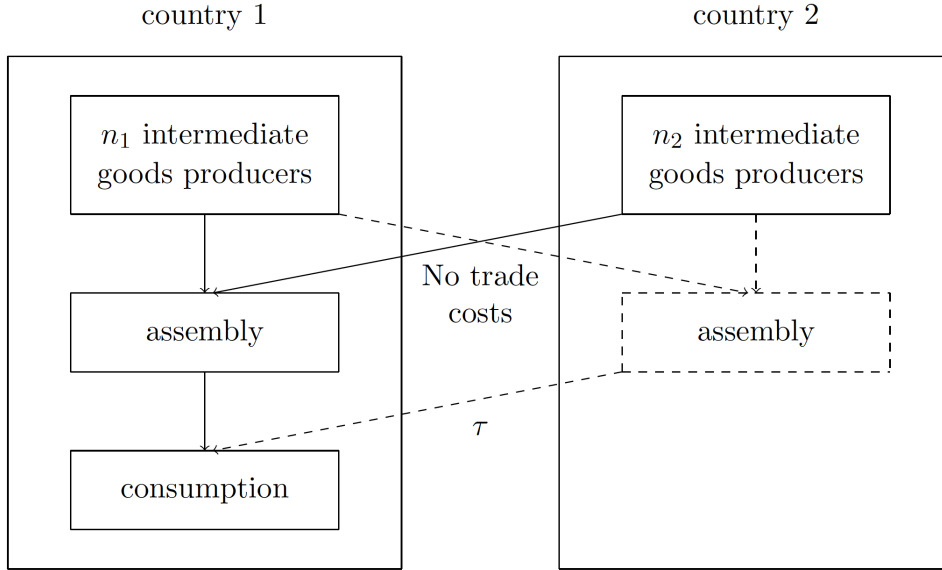 country 1
country 2
n₁ intermediate
goods producers
n₂ intermediate
goods producers
No trade
costs
assembly
assembly
τ
consumption